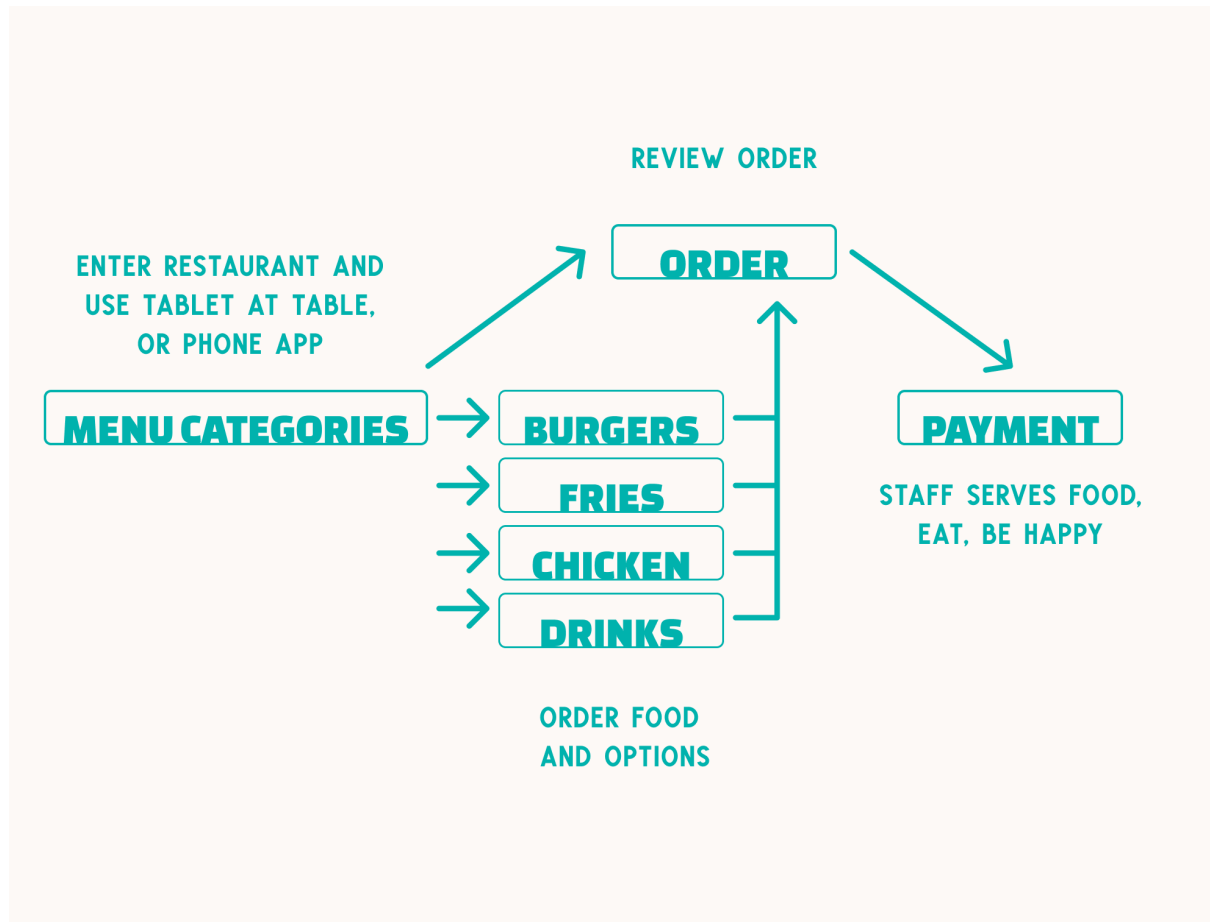 REVIEW ORDER
ORDER
ENTER RESTAURANT AND
USE TABLET AT TABLE,
OR PHONE APP
MENU CATEGORIES
BURGERS
FRIES
CHICKEN
DRINKS
ORDER FOOD
AND OPTIONS
PAYMENT
STAFF SERVES FOOD,
EAT, BE HAPPY